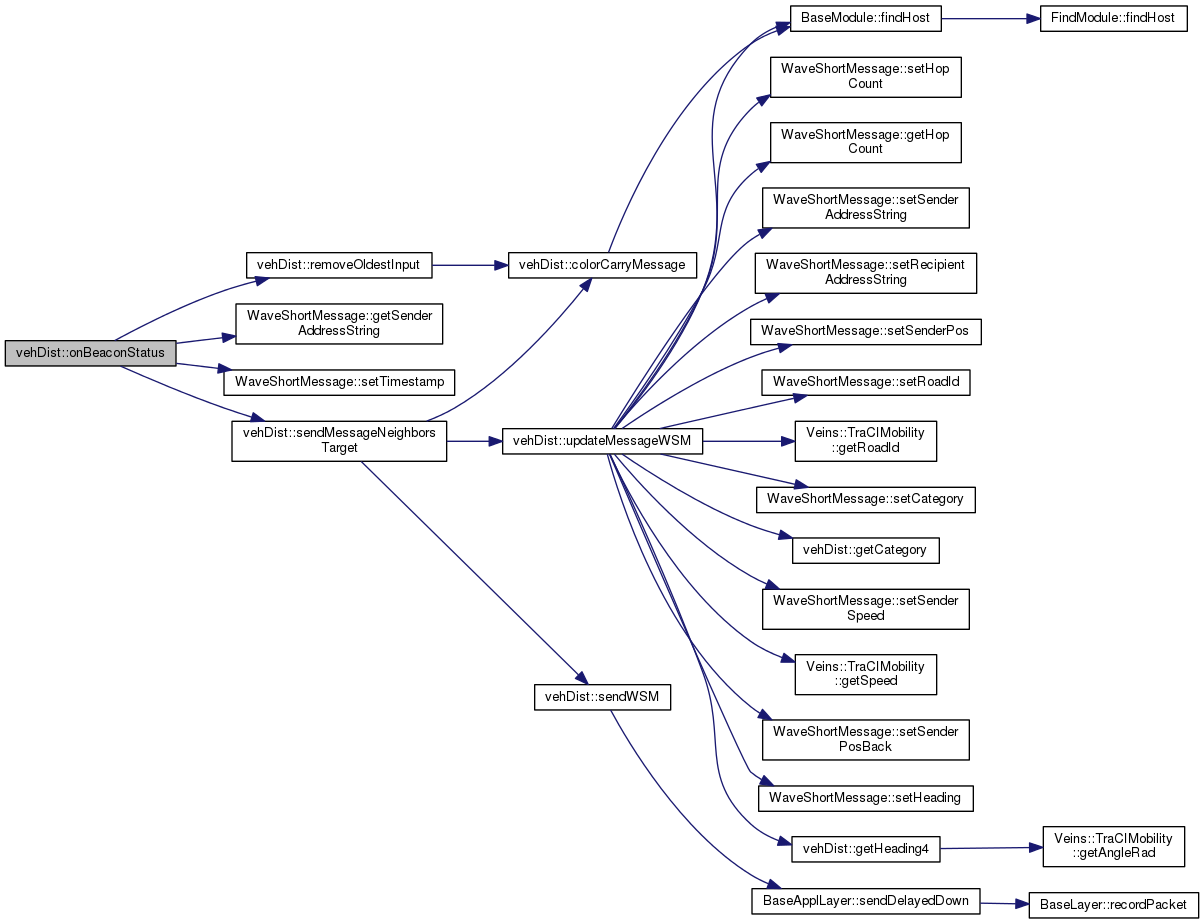 vehDist::onBeaconStatus
vehDist::removeOldestInput
WaveShortMessage::getSender
AddressString
WaveShortMessage::setTimestamp
vehDist::sendMessageNeighbors
Target
vehDist::colorCarryMessage
vehDist::updateMessageWSM
vehDist::sendWSM
BaseModule::findHost
WaveShortMessage::setHop
Count
WaveShortMessage::getHop
Count
WaveShortMessage::setSender
AddressString
WaveShortMessage::setRecipient
AddressString
WaveShortMessage::setSenderPos
WaveShortMessage::setRoadId
Veins::TraCIMobility
::getRoadId
WaveShortMessage::setCategory
vehDist::getCategory
WaveShortMessage::setSender
Speed
Veins::TraCIMobility
::getSpeed
WaveShortMessage::setSender
PosBack
WaveShortMessage::setHeading
vehDist::getHeading4
BaseApplLayer::sendDelayedDown
FindModule::findHost
Veins::TraCIMobility
::getAngleRad
BaseLayer::recordPacket